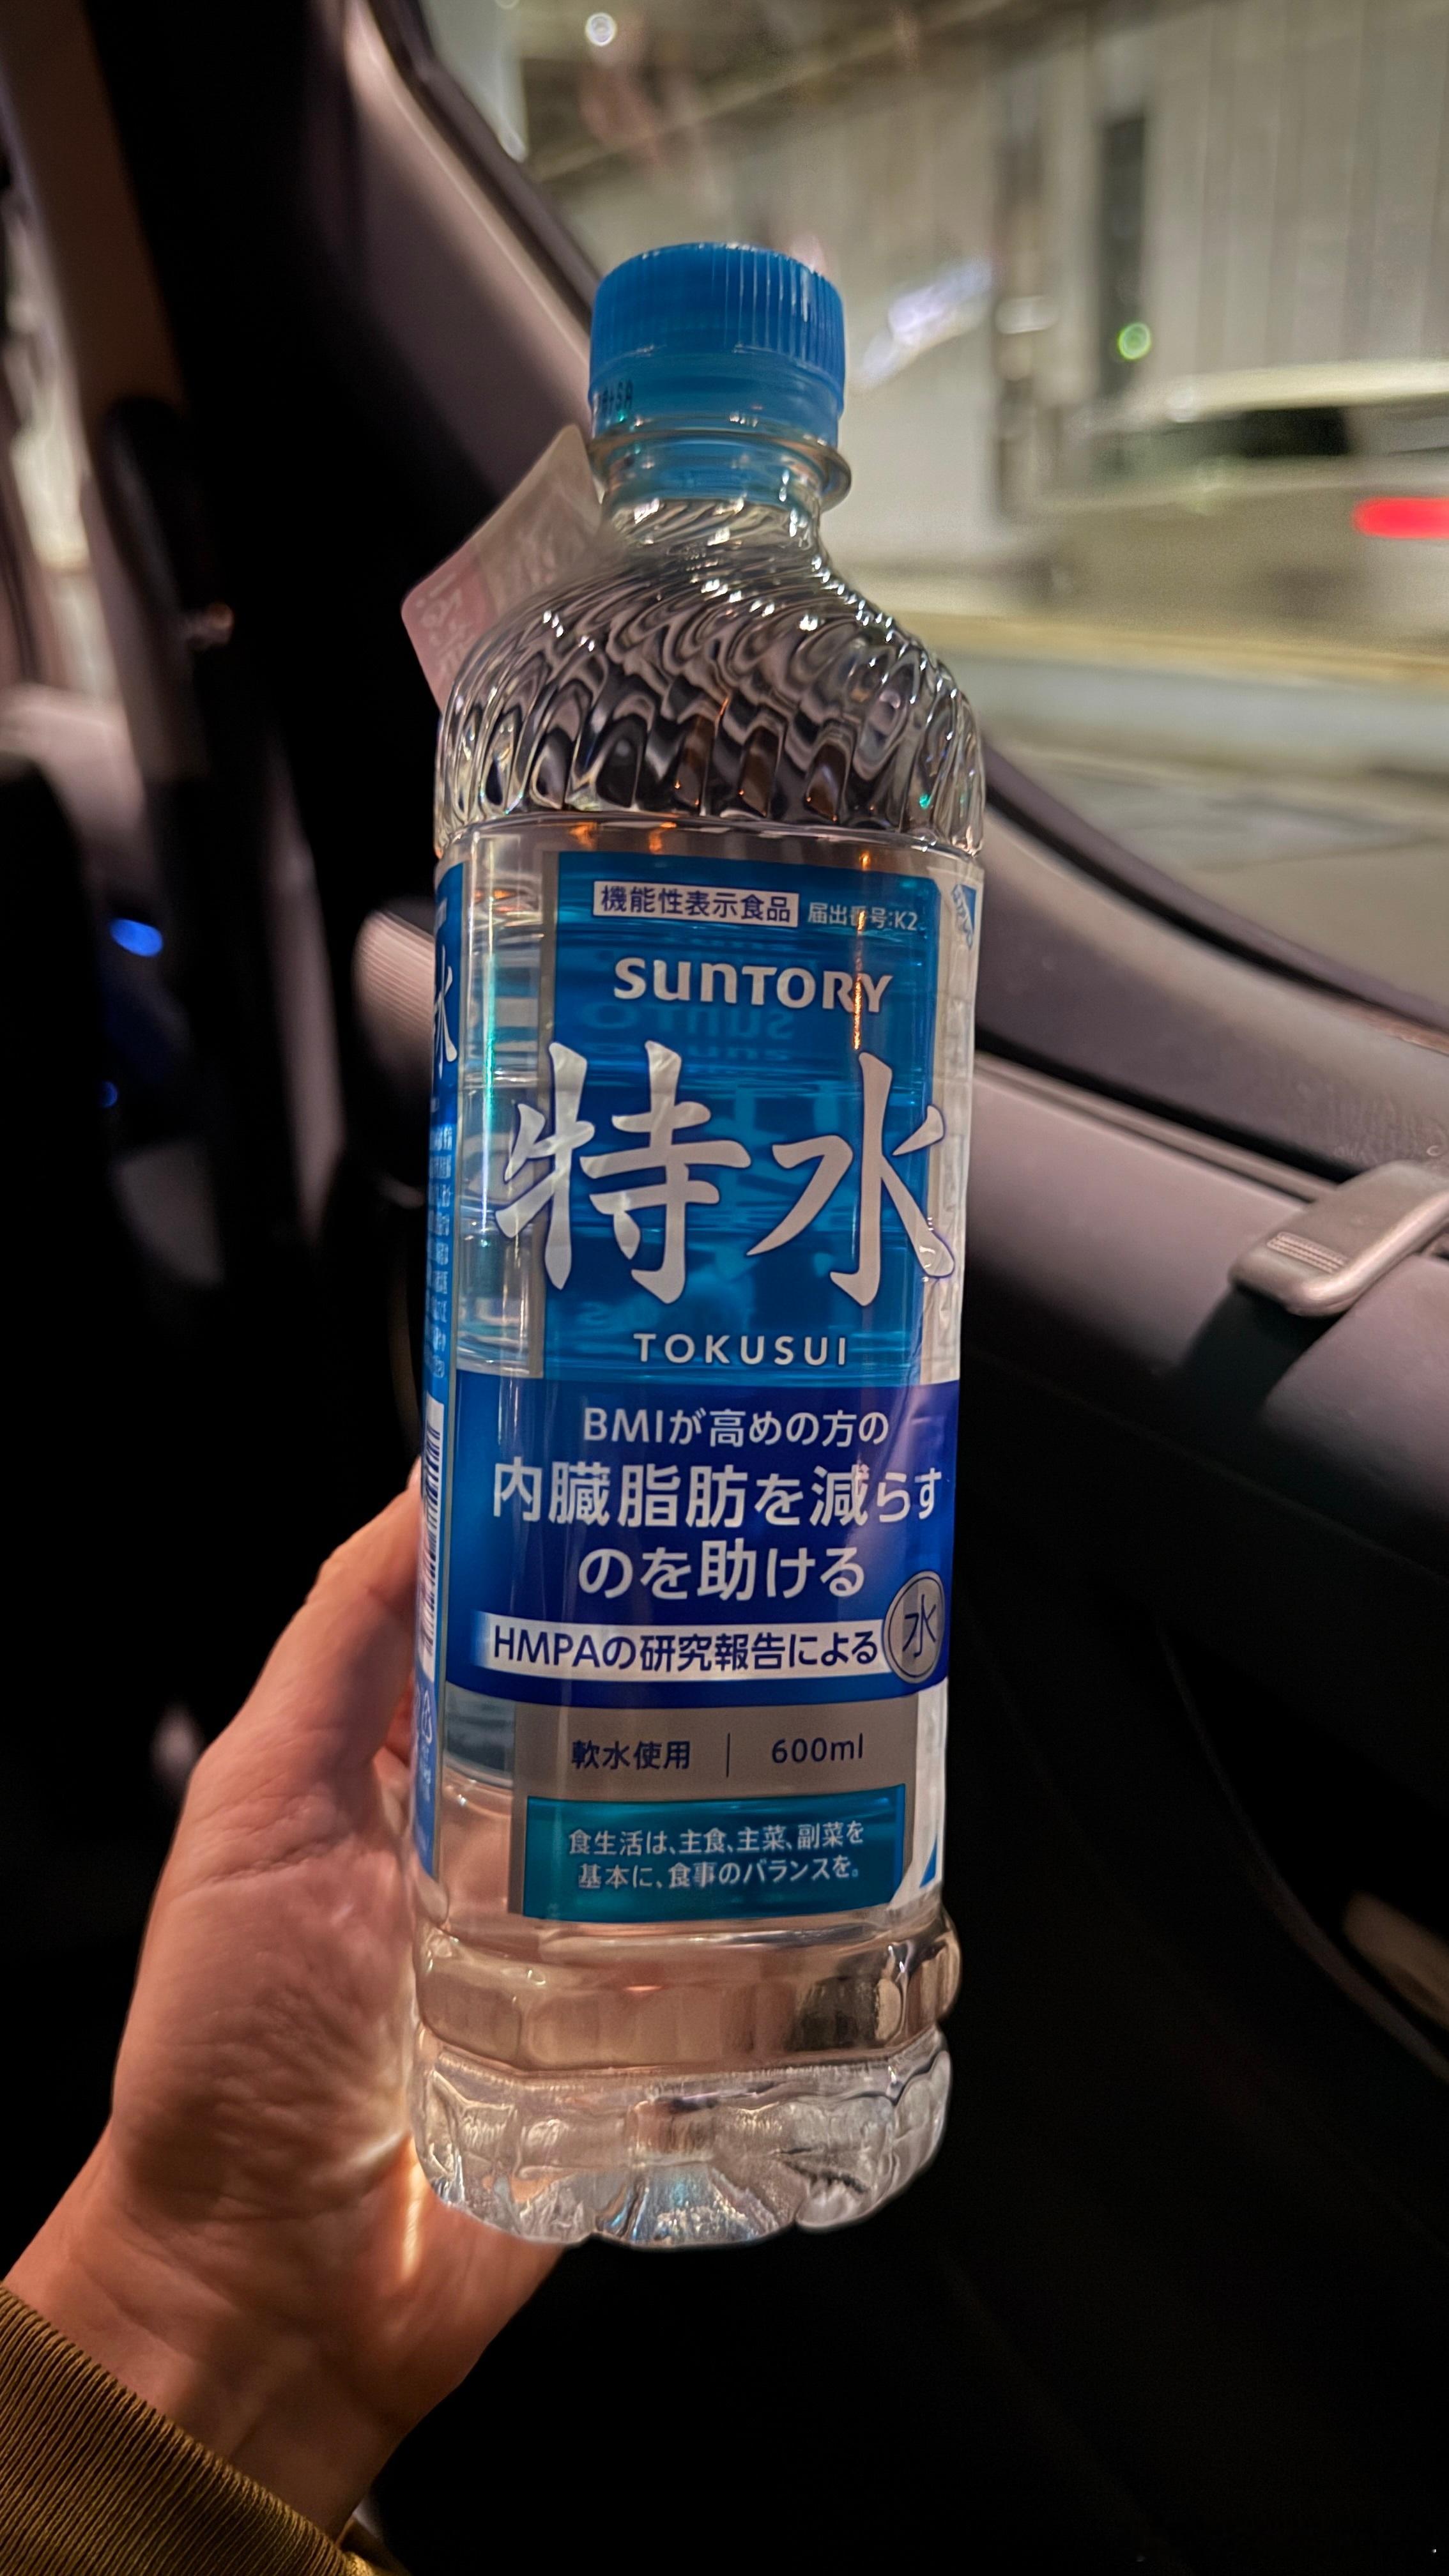 機能性表示食品 届出番号:K2
SUNTORY
特水
TOKUSUI
BMIが高めの方の
内臓脂肪を減らす
のを助ける
HMPAの研究報告による
水
軟水使用 | 600ml
食生活は、主食、主菜、副菜を
基本に、食事のバランスを。
水